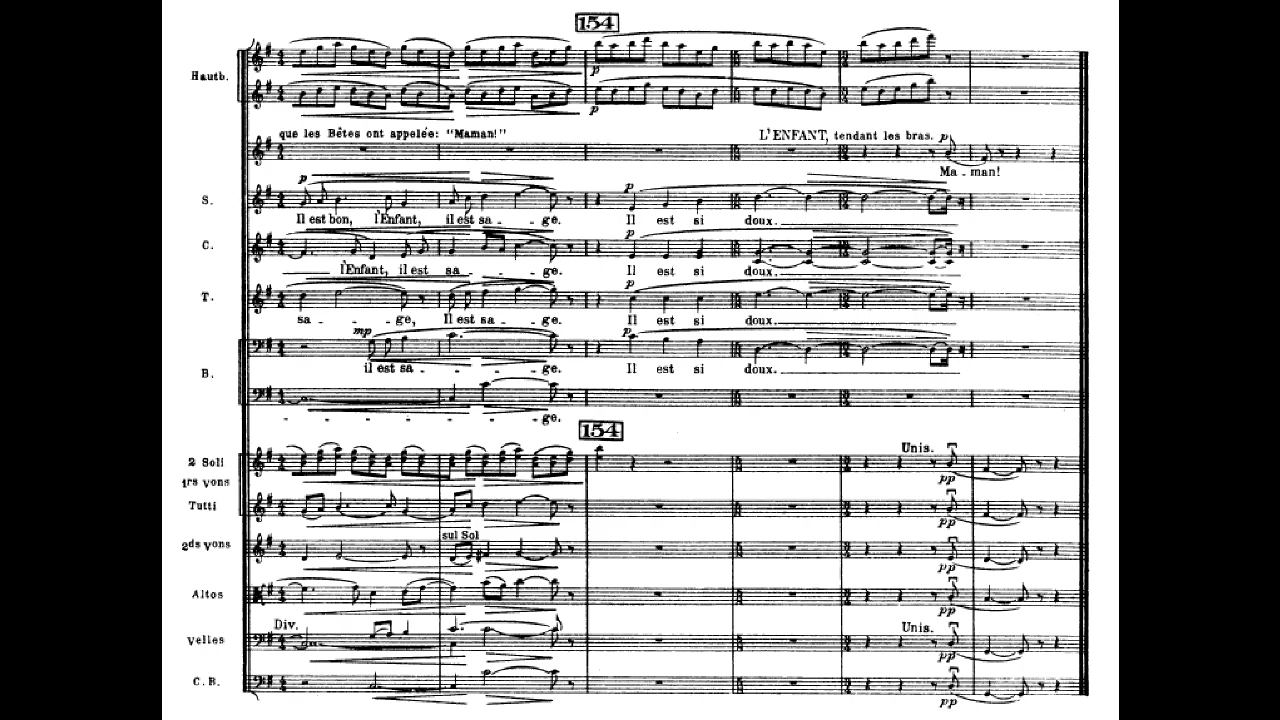 154
Hautb.
p
p
que les Bêtes ont appelée: "Maman!"
L'ENFANT, tendant les bras. p
Ma - man!
p p
S.
Il est bon, l'Enfant, il est sa - - ge. Il est si doux.
p
C.
l'Enfant, il est sa - - - ge. Il est si doux.
p
T.
sa - - - ge, Il est sa - - ge. Il est si doux.
mp p
B.
il est sa - - - - ge. Il est si doux.
- - - - - - ge.
154
Unis.
2 Soli
pp
1rs vons
Tutti
pp
sul Sol
2ds vons
pp
Altos
pp
Div. Unis.
Velles
pp
C.B.
pp